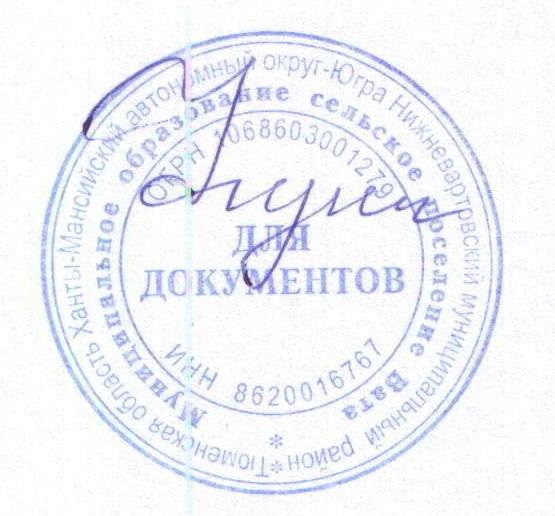 Тюменская область Ханты-Мансийский автономный округ-Югра Нижневартовский муниципальный район
Муниципальное образование сельское поселение Вата
ОГРН 1068603001279
ДЛЯ
ДОКУМЕНТОВ
ИНН 8620016767